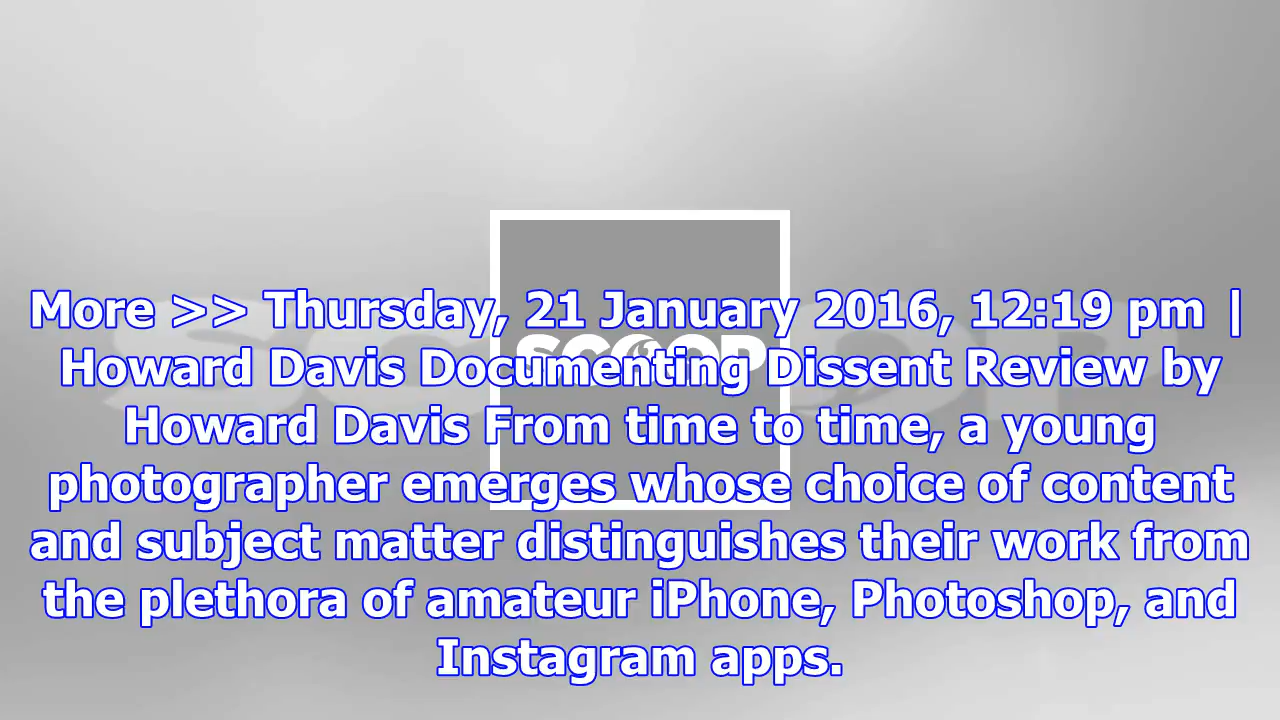 SCOOP
More >> Thursday, 21 January 2016, 12:19 pm |
Howard Davis Documenting Dissent Review by
Howard Davis From time to time, a young
photographer emerges whose choice of content
and subject matter distinguishes their work from
the plethora of amateur iPhone, Photoshop, and
Instagram apps.